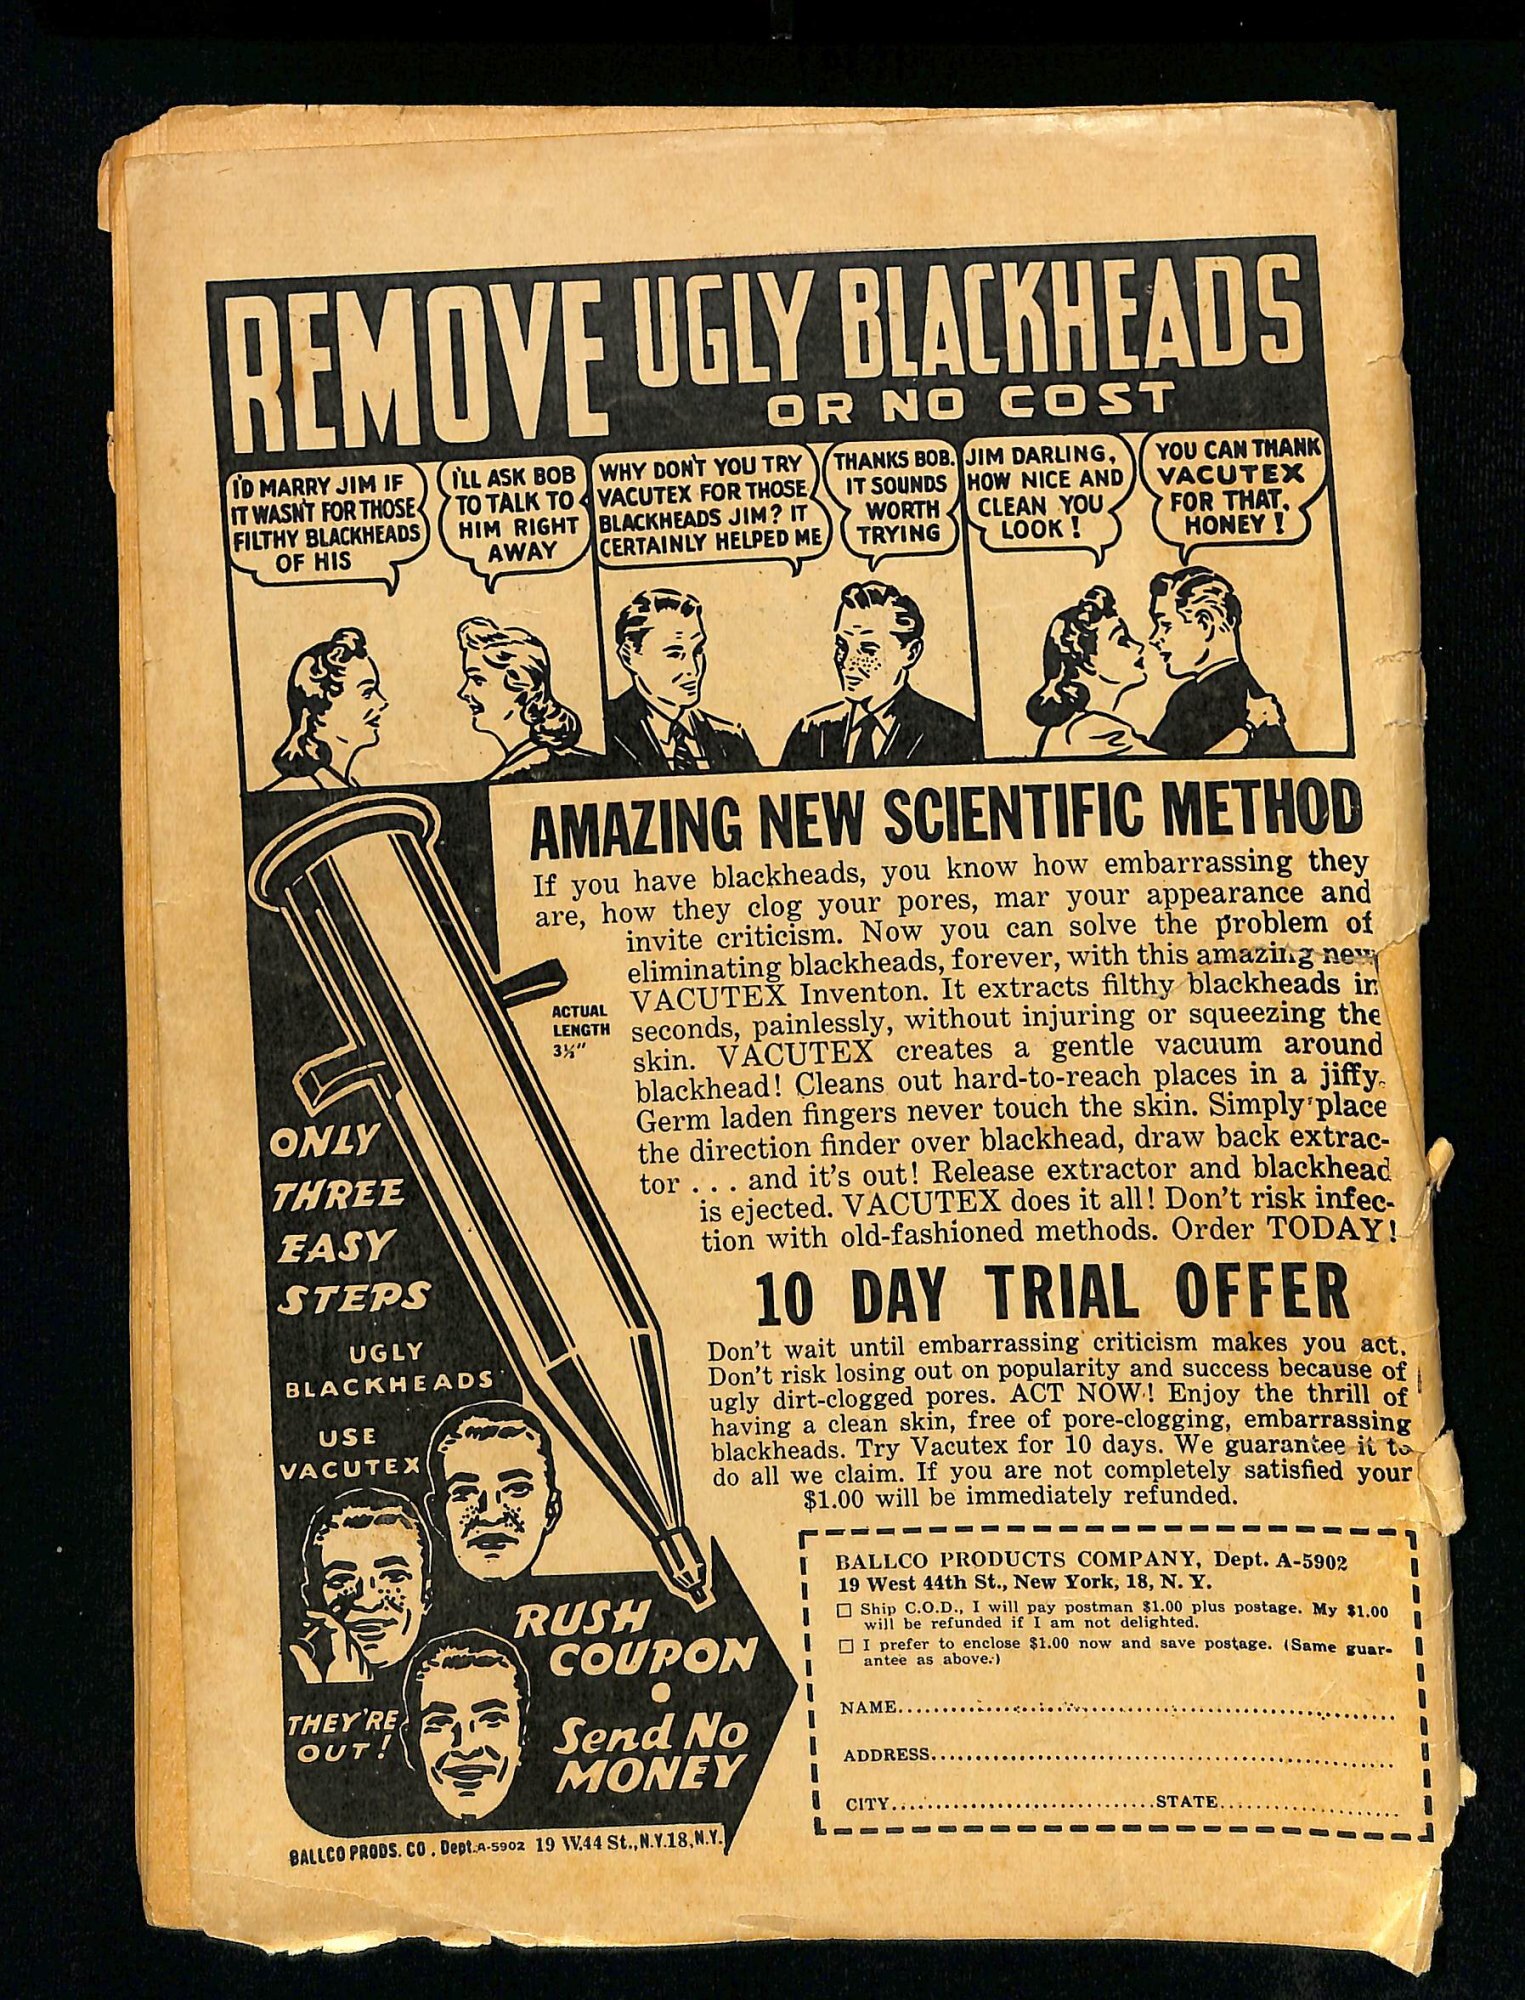 REMOVE UGLY BLACKHEADS
OR NO COST
I'D MARRY JIM IF
IT WASN'T FOR THOSE
FILTHY BLACKHEADS
OF HIS
I'LL ASK BOB
TO TALK TO
HIM RIGHT
AWAY
WHY DON'T YOU TRY
VACUTEX FOR THOSE
BLACKHEADS JIM? IT
CERTAINLY HELPED ME
THANKS BOB.
IT SOUNDS
WORTH
TRYING
JIM DARLING,
HOW NICE AND
CLEAN YOU
LOOK!
YOU CAN THANK
VACUTEX
FOR THAT,
HONEY!
AMAZING NEW SCIENTIFIC METHOD
If you have blackheads, you know how embarrassing they
are, how they clog your pores, mar your appearance and
invite criticism. Now you can solve the problem of
eliminating blackheads, forever, with this amazing new
VACUTEX Inventon. It extracts filthy blackheads in
seconds, painlessly, without injuring or squeezing the
skin. VACUTEX creates a gentle vacuum around
blackhead! Cleans out hard-to-reach places in a jiffy.
Germ laden fingers never touch the skin. Simply place
the direction finder over blackhead, draw back extrac-
tor . . . and it's out! Release extractor and blackhead
is ejected. VACUTEX does it all! Don't risk infec-
tion with old-fashioned methods. Order TODAY!
ACTUAL
LENGTH
3½"
ONLY
THREE
EASY
STEPS
UGLY
BLACKHEADS
USE
VACUTEX
THEY'RE
OUT!
10 DAY TRIAL OFFER
Don't wait until embarrassing criticism makes you act.
Don't risk losing out on popularity and success because of
ugly dirt-clogged pores. ACT NOW! Enjoy the thrill of
having a clean skin, free of pore-clogging, embarrassing
blackheads. Try Vacutex for 10 days. We guarantee it to
do all we claim. If you are not completely satisfied your
$1.00 will be immediately refunded.
RUSH
COUPON
•
Send No
MONEY
BALLCO PRODUCTS COMPANY, Dept. A-5902
19 West 44th St., New York, 18, N. Y.
☐ Ship C.O.D., I will pay postman $1.00 plus postage. My $1.00
will be refunded if I am not delighted.
☐ I prefer to enclose $1.00 now and save postage. (Same guar-
antee as above.)
NAME..........................................................
ADDRESS......................................................
CITY..............................STATE....................
BALLCO PRODS. CO., Dept. A-5902 19 W.44 St., N.Y.18, N.Y.